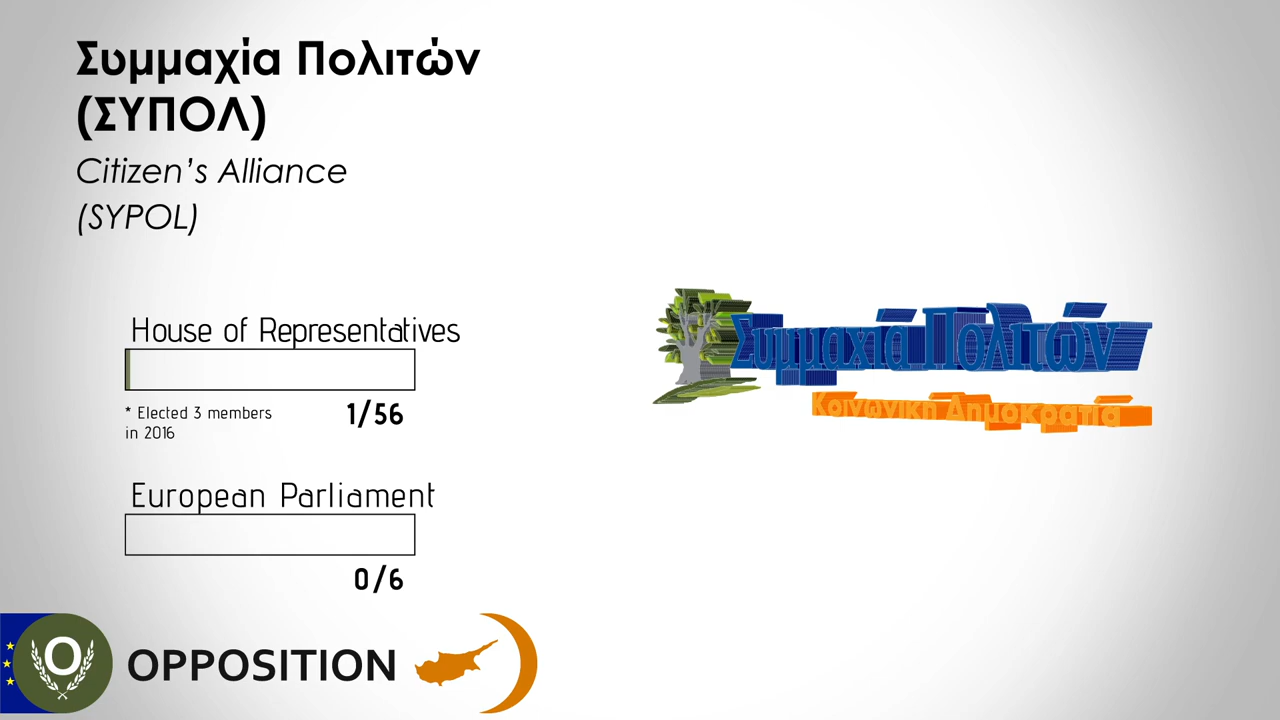 Συμμαχία Πολιτών
(ΣΥΠΟΛ)
Citizen’s Alliance
(SYPOL)
House of Representatives
* Elected 3 members
in 2016
1/56
European Parliament
0/6
Συμμαχία Πολιτών
Κοινωνική Δημοκρατία
O
OPPOSITION